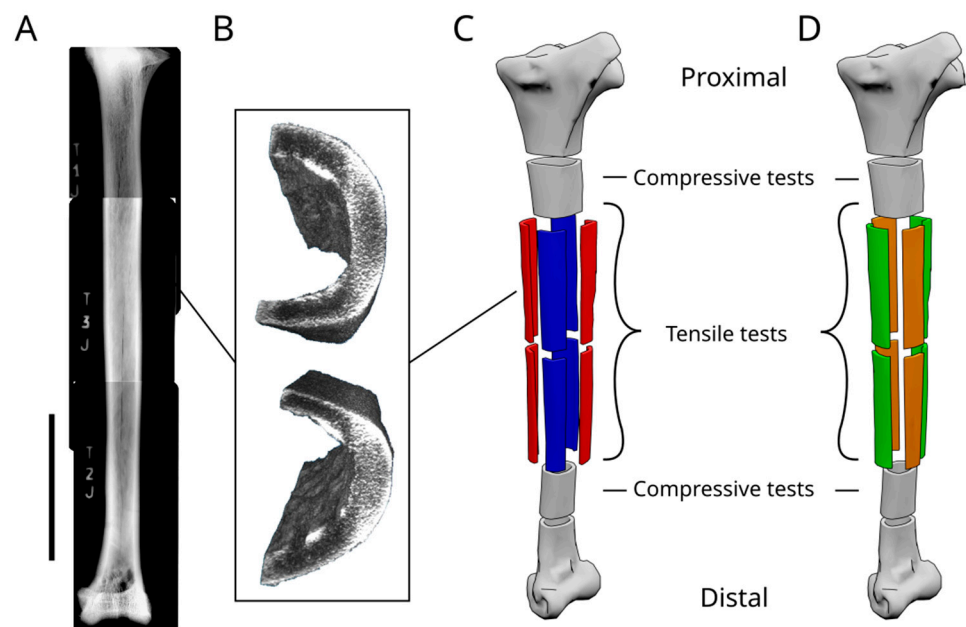 A
B
C
D
Proximal
Compressive tests
Tensile tests
Compressive tests
Distal
T
1
J
T
3
J
T
2
J